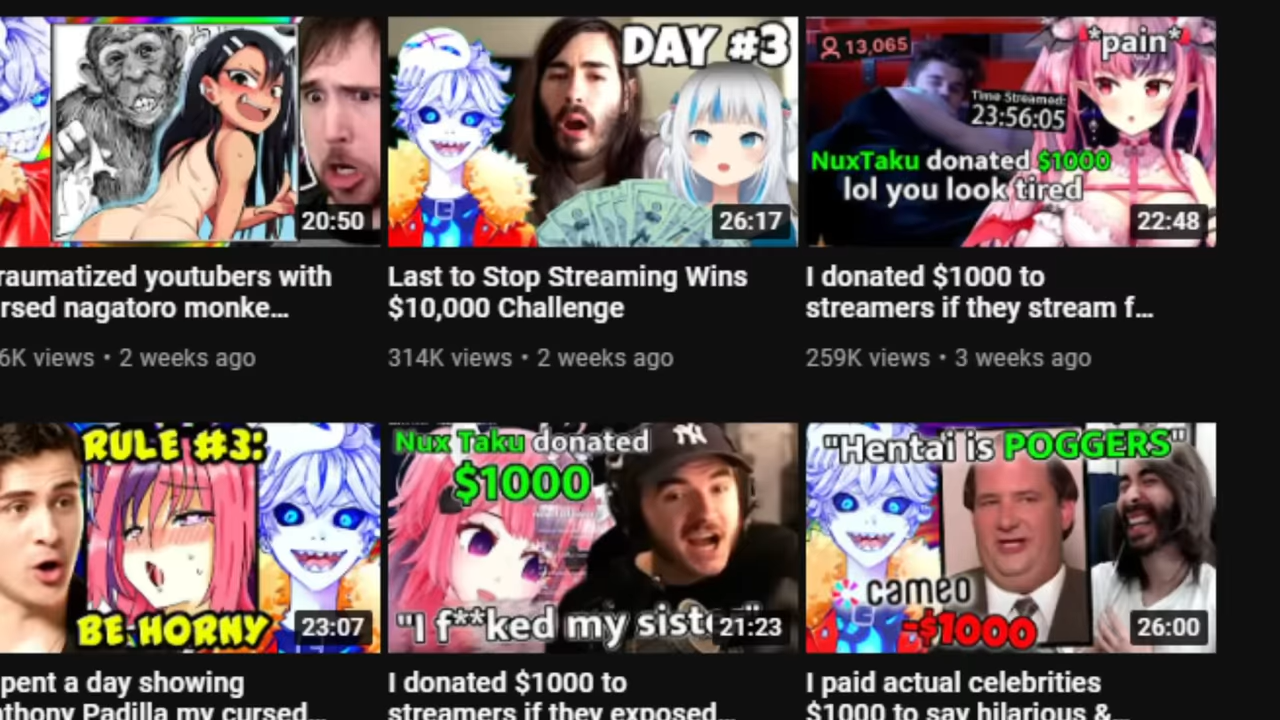 DAY #3
13,065
*pain*
Time Streamed:
23:56:05
NuxTaku donated $1000
lol you look tired
20:50
26:17
22:48
raumatized youtubers with
rsed nagatoro monke…
6K views • 2 weeks ago
Last to Stop Streaming Wins
$10,000 Challenge
314K views • 2 weeks ago
I donated $1000 to
streamers if they stream f…
259K views • 3 weeks ago
RULE #3:
BE HORNY
23:07
Nux Taku donated
$1000
"I f**ked my siste
21:23
"Hentai is POGGERS"
cameo
-$1000
26:00
pent a day showing
nthony Padilla my cursed…
I donated $1000 to
streamers if they exposed…
I paid actual celebrities
$1000 to say hilarious &…